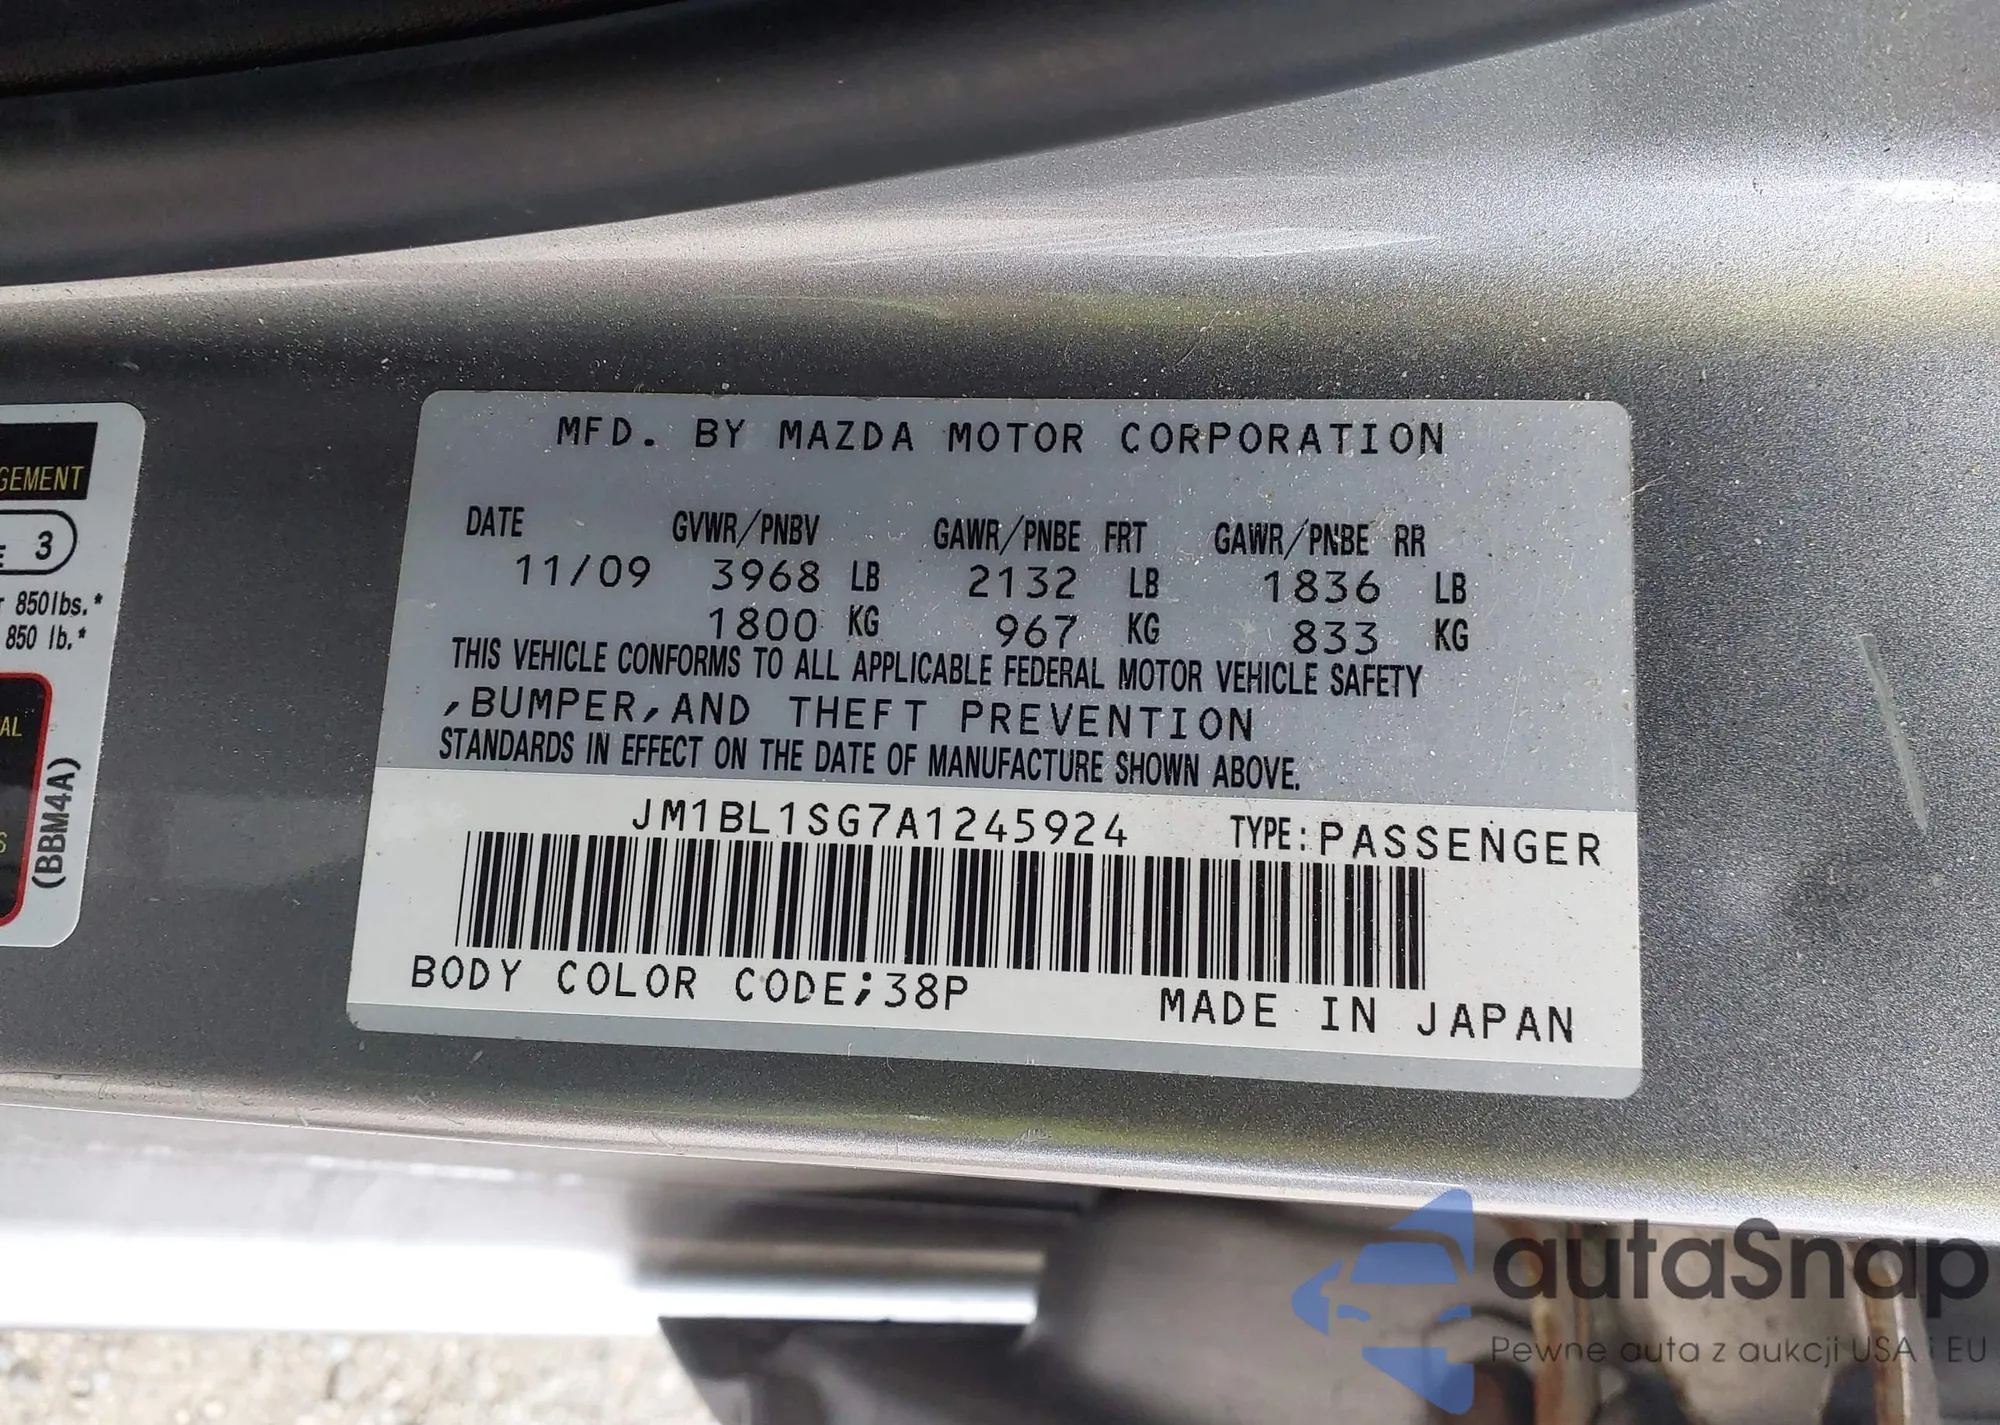 MFD. BY MAZDA MOTOR CORPORATION
DATE GVWR/PNBV GAWR/PNBE FRT GAWR/PNBE RR
11/09 3968 LB 2132 LB 1836 LB
1800 KG 967 KG 833 KG
THIS VEHICLE CONFORMS TO ALL APPLICABLE FEDERAL MOTOR VEHICLE SAFETY
,BUMPER,AND THEFT PREVENTION
STANDARDS IN EFFECT ON THE DATE OF MANUFACTURE SHOWN ABOVE.
JM1BL1SG7A1245924 TYPE:PASSENGER
BODY COLOR CODE;38P MADE IN JAPAN
3
850lbs.*
850 lb.*
(BBM4A)
autaSnap
Pewne auta z aukcji USA i EU